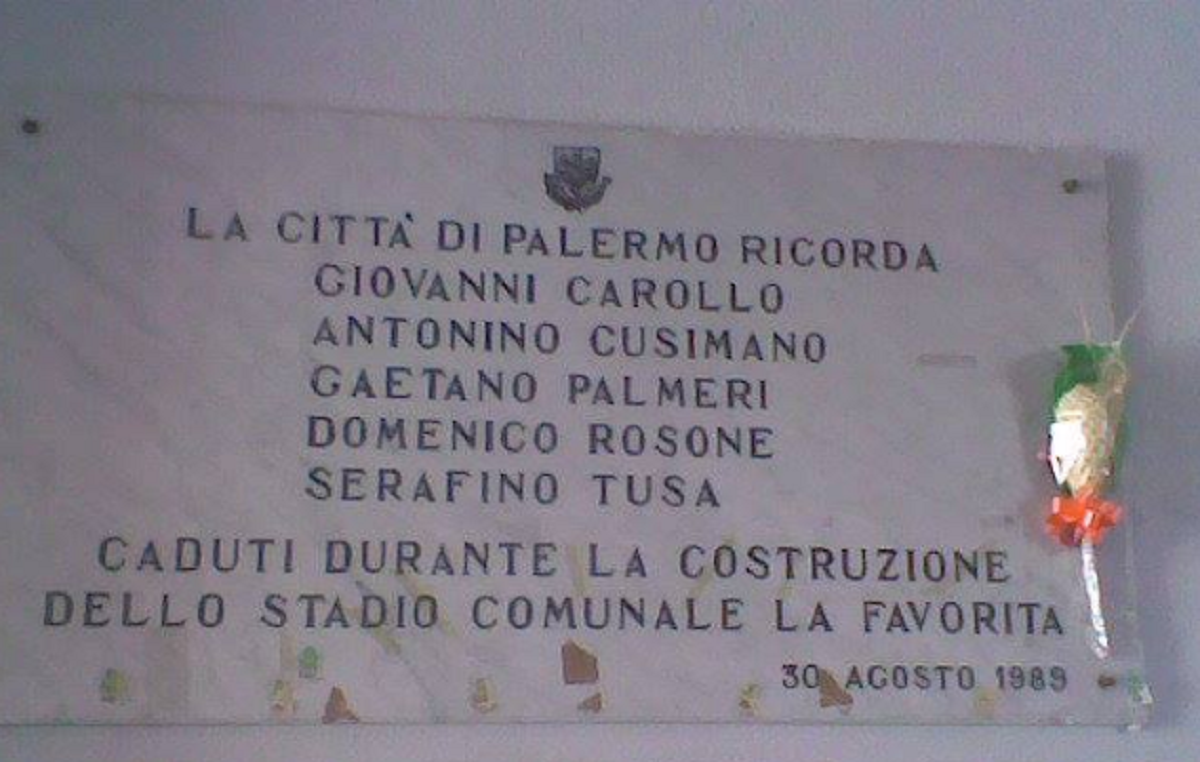 LA CITTÀ DI PALERMO RICORDA
GIOVANNI CAROLLO
ANTONINO CUSIMANO
GAETANO PALMERI
DOMENICO ROSONE
SERAFINO TUSA
CADUTI DURANTE LA COSTRUZIONE
DELLO STADIO COMUNALE LA FAVORITA
30 AGOSTO 1989